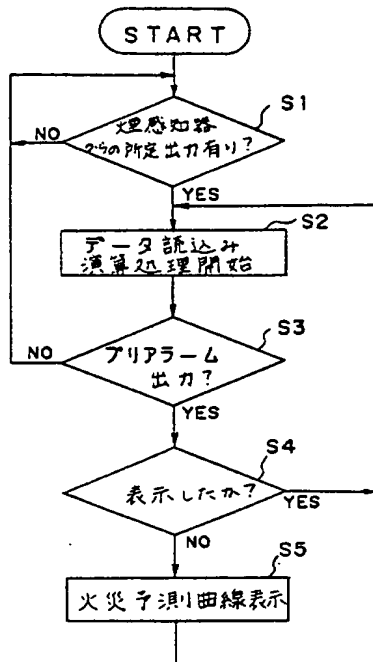 START
S1
煙感知器
からの所定出力有り?
NO
YES
S2
データ読込み
演算処理開始
S3
プリアラーム
出力?
NO
YES
S4
表示したか?
YES
NO
S5
火災予測曲線表示